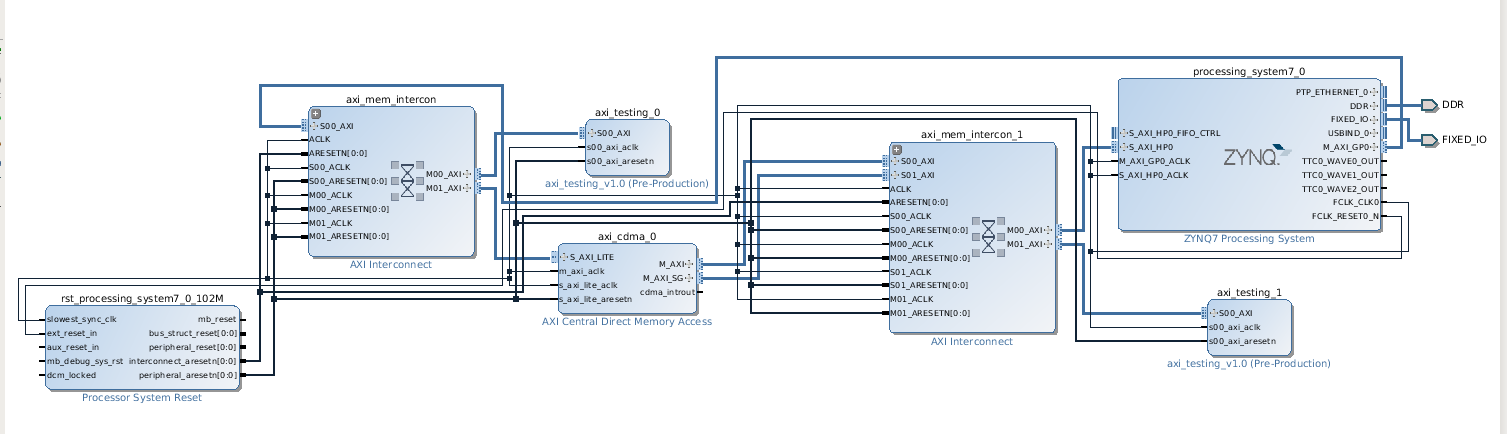 axi_mem_intercon
S00_AXI
ACLK
ARESETN[0:0]
S00_ACLK
S00_ARESETN[0:0]
M00_ACLK
M00_ARESETN[0:0]
M01_ACLK
M01_ARESETN[0:0]
M00_AXI
M01_AXI
AXI Interconnect
axi_testing_0
S00_AXI
s00_axi_aclk
s00_axi_aresetn
axi_testing_v1.0 (Pre-Production)
axi_cdma_0
S_AXI_LITE
m_axi_aclk
s_axi_lite_aclk
s_axi_lite_aresetn
M_AXI
M_AXI_SG
cdma_introut
AXI Central Direct Memory Access
rst_processing_system7_0_102M
slowest_sync_clk
ext_reset_in
aux_reset_in
mb_debug_sys_rst
dcm_locked
mb_reset
bus_struct_reset[0:0]
peripheral_reset[0:0]
interconnect_aresetn[0:0]
peripheral_aresetn[0:0]
Processor System Reset
axi_mem_intercon_1
S00_AXI
S01_AXI
ACLK
ARESETN[0:0]
S00_ACLK
S00_ARESETN[0:0]
M00_ACLK
M00_ARESETN[0:0]
S01_ACLK
S01_ARESETN[0:0]
M01_ACLK
M01_ARESETN[0:0]
M00_AXI
M01_AXI
AXI Interconnect
processing_system7_0
S_AXI_HP0_FIFO_CTRL
S_AXI_HP0
M_AXI_GP0_ACLK
S_AXI_HP0_ACLK
ZYNQ
PTP_ETHERNET_0
DDR
FIXED_IO
USBIND_0
M_AXI_GP0
TTC0_WAVE0_OUT
TTC0_WAVE1_OUT
TTC0_WAVE2_OUT
FCLK_CLK0
FCLK_RESET0_N
ZYNQ7 Processing System
DDR
FIXED_IO
axi_testing_1
S00_AXI
s00_axi_aclk
s00_axi_aresetn
axi_testing_v1.0 (Pre-Production)